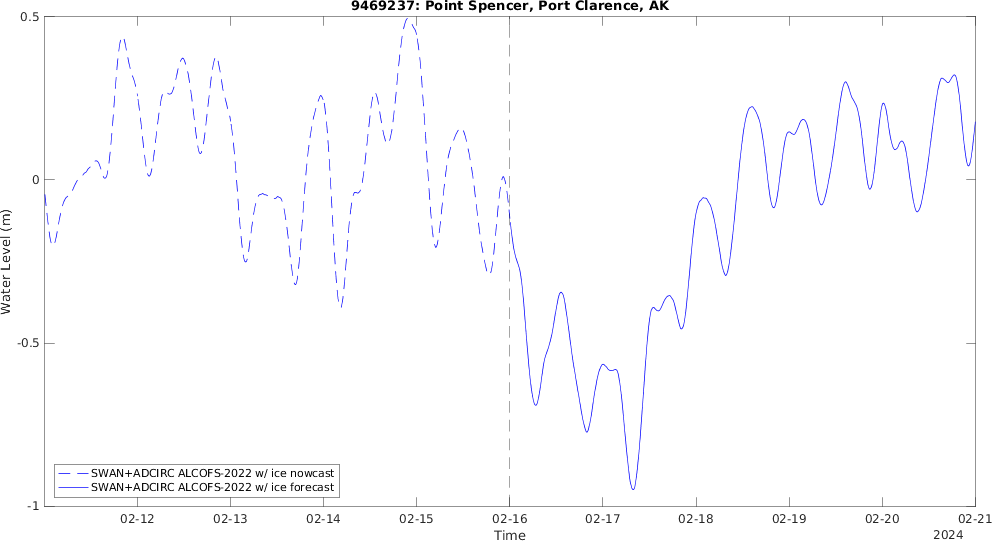 9469237: Point Spencer, Port Clarence, AK
0.5
0
-0.5
-1
Water Level (m)
SWAN+ADCIRC ALCOFS-2022 w/ ice nowcast
SWAN+ADCIRC ALCOFS-2022 w/ ice forecast
02-12 02-13 02-14 02-15 02-16 02-17 02-18 02-19 02-20 02-21
Time
2024